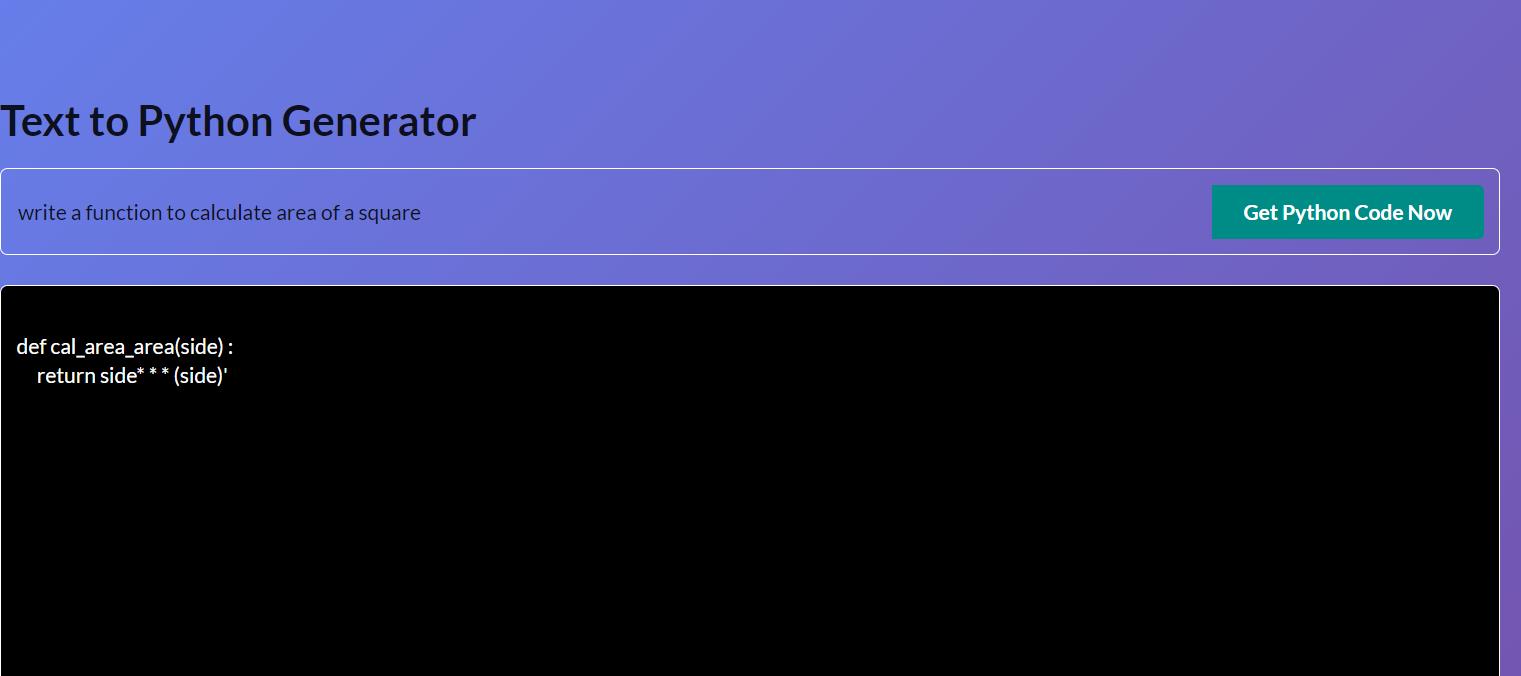 Text to Python Generator
write a function to calculate area of a square
Get Python Code Now
def cal_area_area(side) :
    return side* * * (side)'